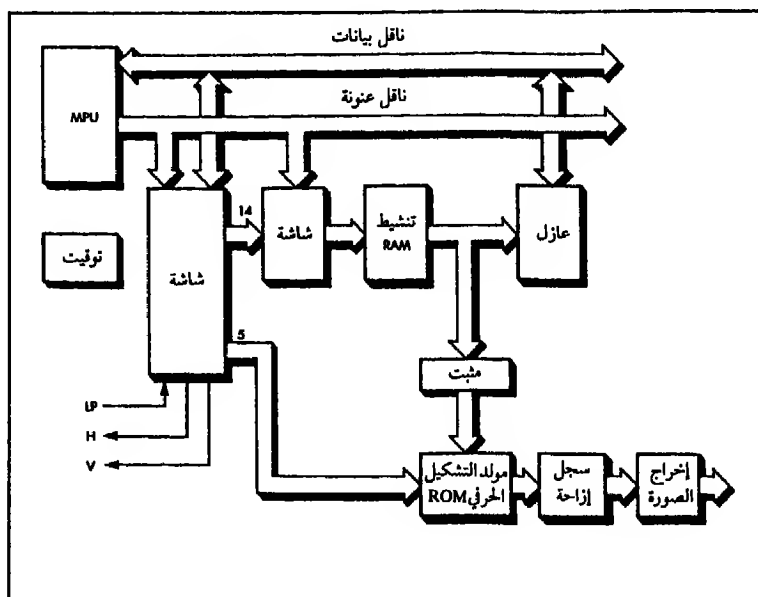 ناقل بيانات
ناقل عنونة
MPU
توقيت
شاشة
14
شاشة
تنشيط
RAM
عازل
5
مثبت
LP
H
V
مولد التشكيل
الحرفي ROM
سجل
إزاحة
إخراج
الصورة